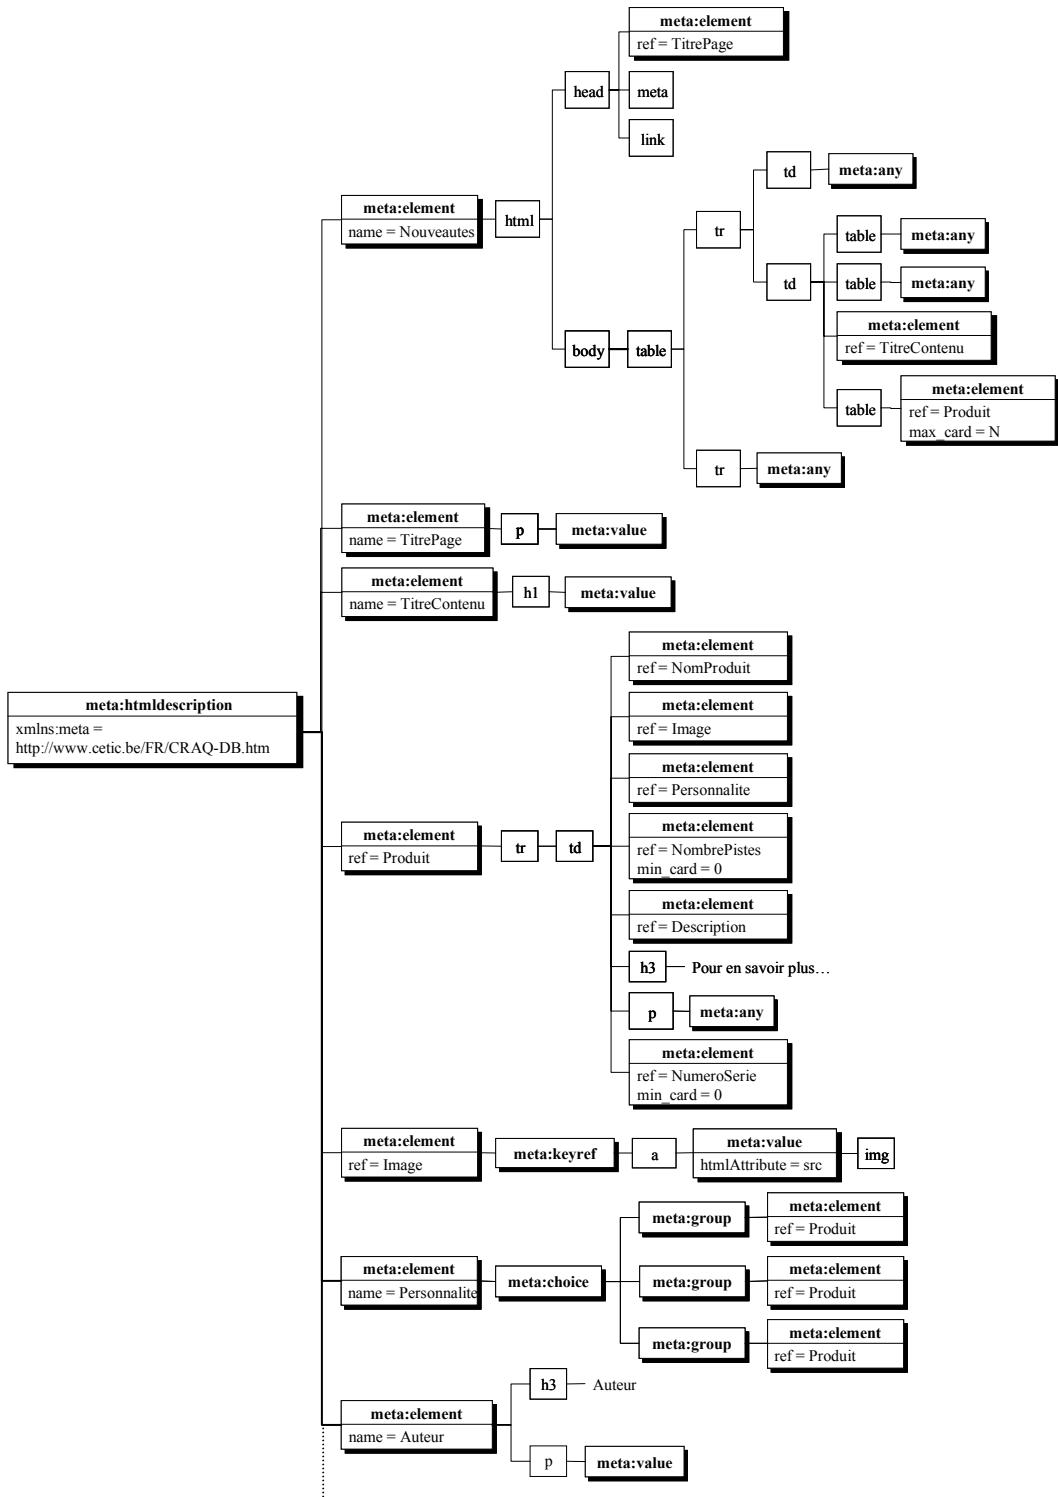 meta:element
ref = TitrePage
head
meta
link
td
meta:any
meta:element
name = Nouveautes
html
tr
table
meta:any
td
table
meta:any
meta:element
ref = TitreContenu
body
table
table
meta:element
ref = Produit
max_card = N
tr
meta:any
meta:element
name = TitrePage
p
meta:value
meta:element
name = TitreContenu
h1
meta:value
meta:htmldescription
xmlns:meta =
http://www.cetic.be/FR/CRAQ-DB.htm
meta:element
ref = NomProduit
meta:element
ref = Image
meta:element
ref = Personnalite
meta:element
ref = Produit
tr
td
meta:element
ref = NombrePistes
min_card = 0
meta:element
ref = Description
h3
Pour en savoir plus…
p
meta:any
meta:element
ref = NumeroSerie
min_card = 0
meta:element
ref = Image
meta:keyref
a
meta:value
htmlAttribute = src
img
meta:group
meta:element
ref = Produit
meta:element
name = Personnalite
meta:choice
meta:group
meta:element
ref = Produit
meta:group
meta:element
ref = Produit
h3
Auteur
meta:element
name = Auteur
p
meta:value